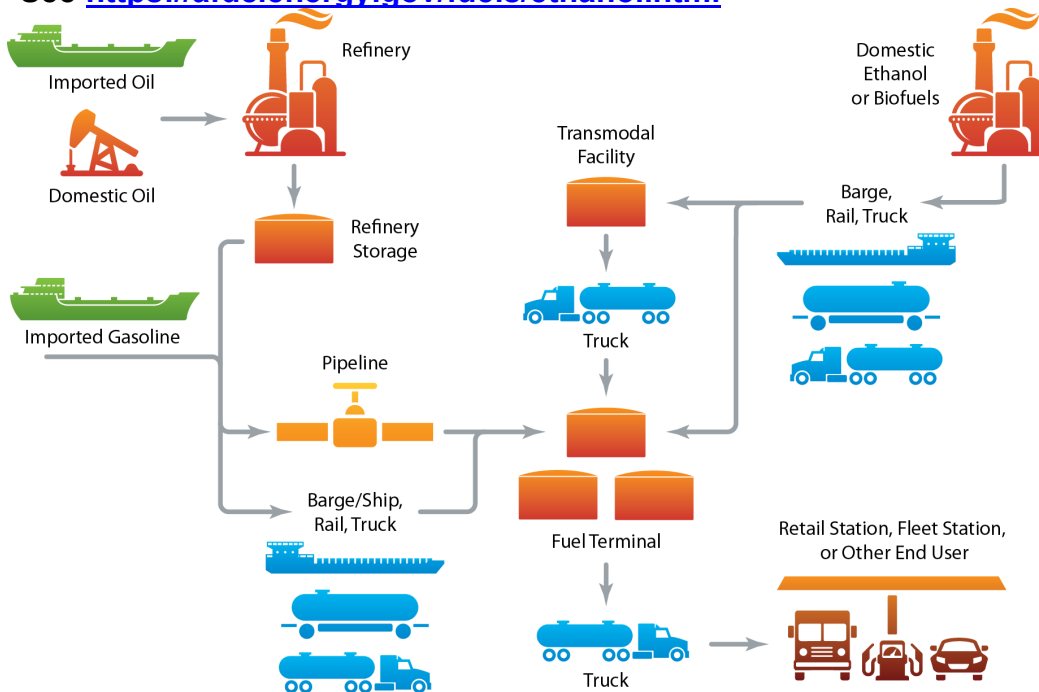 Imported Oil
Refinery
Domestic
Ethanol
or Biofuels
Domestic Oil
Transmodal
Facility
Refinery
Storage
Barge,
Rail, Truck
Imported Gasoline
Truck
Pipeline
Barge/Ship,
Rail, Truck
Fuel Terminal
Retail Station, Fleet Station,
or Other End User
Truck